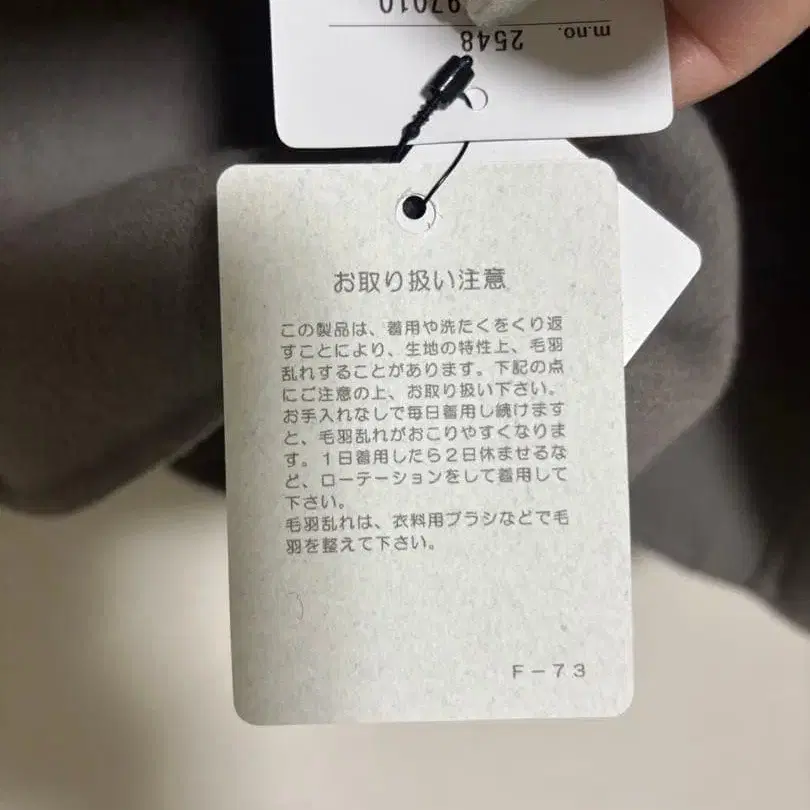 97010
m.no. 2548
お取り扱い注意
この製品は、着用や洗たくをくり返
すことにより、生地の特性上、毛羽
乱れすることがあります。下記の点
にご注意の上、お取り扱い下さい。
お手入れなしで毎日着用し続けます
と、毛羽乱れがおこりやすくなりま
す。1日着用したら2日休ませるな
ど、ローテーションをして着用して
下さい。
毛羽乱れは、衣料用ブラシなどで毛
羽を整えて下さい。
F－73